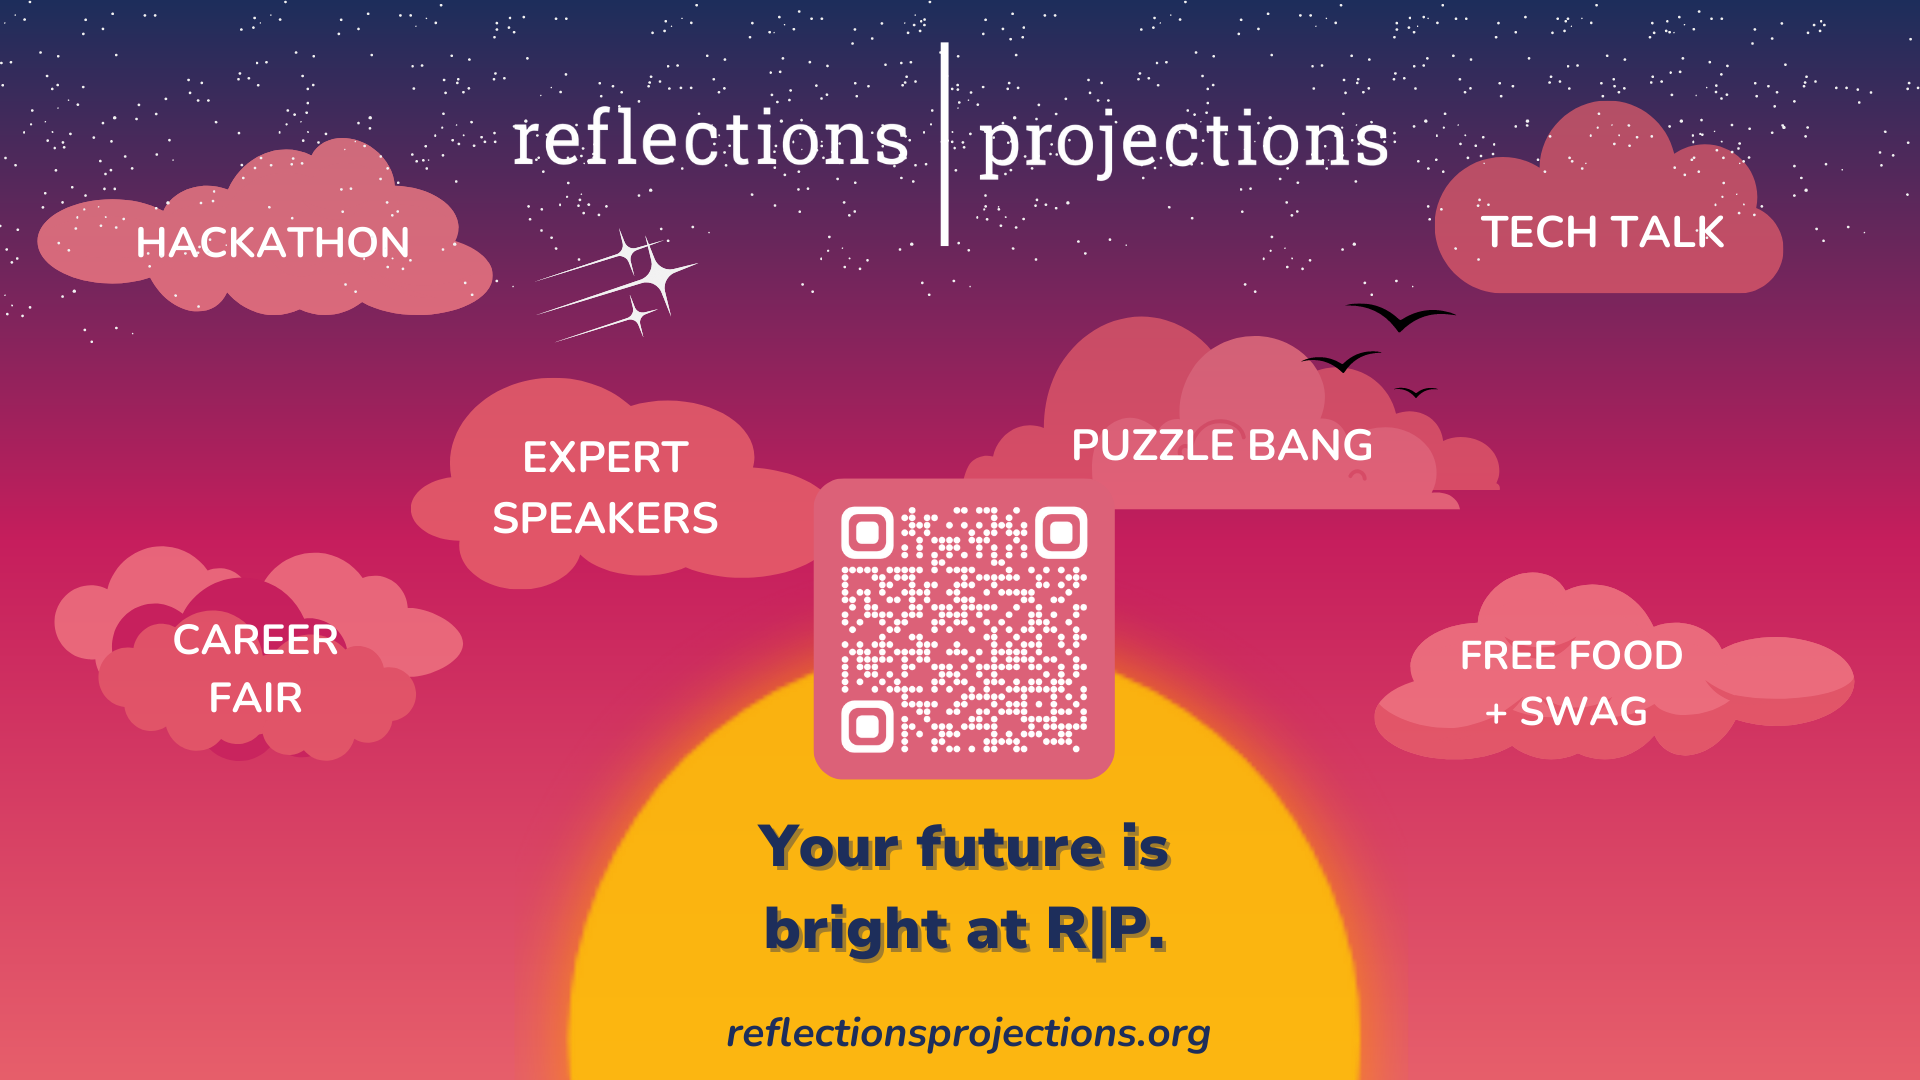 reflections | projections
HACKATHON
TECH TALK
EXPERT
SPEAKERS
PUZZLE BANG
CAREER
FAIR
FREE FOOD
+ SWAG
Your future is
bright at R|P.
reflectionsprojections.org